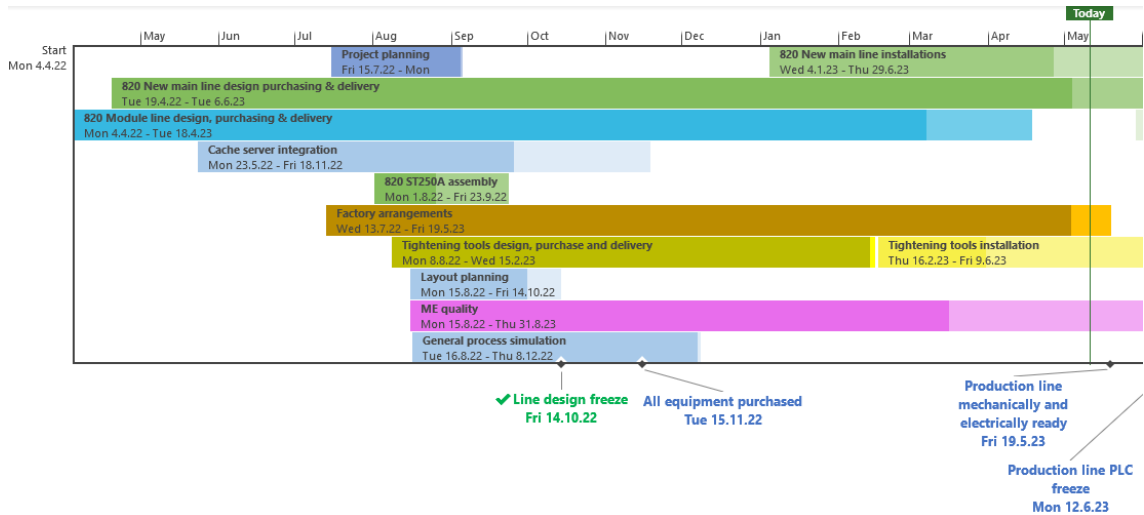 Today
May Jun Jul Aug Sep Oct Nov Dec Jan Feb Mar Apr May
Start
Mon 4.4.22
Project planning
Fri 15.7.22 - Mon
820 New main line installations
Wed 4.1.23 - Thu 29.6.23
820 New main line design purchasing & delivery
Tue 19.4.22 - Tue 6.6.23
820 Module line design, purchasing & delivery
Mon 4.4.22 - Tue 18.4.23
Cache server integration
Mon 23.5.22 - Fri 18.11.22
820 ST250A assembly
Mon 1.8.22 - Fri 23.9.22
Factory arrangements
Wed 13.7.22 - Fri 19.5.23
Tightening tools design, purchase and delivery
Mon 8.8.22 - Wed 15.2.23
Tightening tools installation
Thu 16.2.23 - Fri 9.6.23
Layout planning
Mon 15.8.22 - Fri 14.10.22
ME quality
Mon 15.8.22 - Thu 31.8.23
General process simulation
Tue 16.8.22 - Thu 8.12.22
Line design freeze
Fri 14.10.22
All equipment purchased
Tue 15.11.22
Production line
mechanically and
electrically ready
Fri 19.5.23
Production line PLC
freeze
Mon 12.6.23